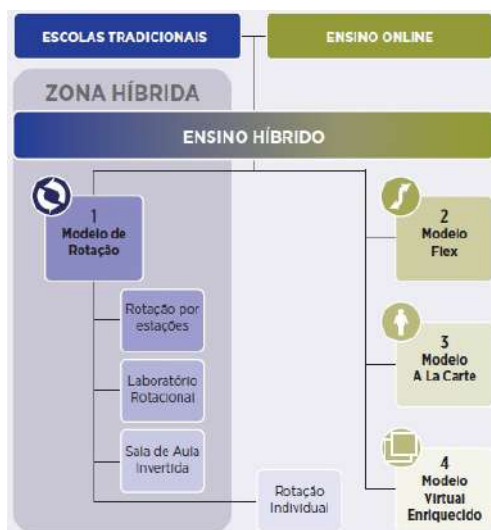 ESCOLAS TRADICIONAIS
ENSINO ONLINE
ZONA HÍBRIDA
ENSINO HÍBRIDO
1
Modelo de
Rotação
Rotação por
estações
Laboratório
Rotacional
Sala de Aula
Invertida
Rotação
Individual
2
Modelo
Flex
3
Modelo
A La Carte
4
Modelo
Virtual
Enriquecido